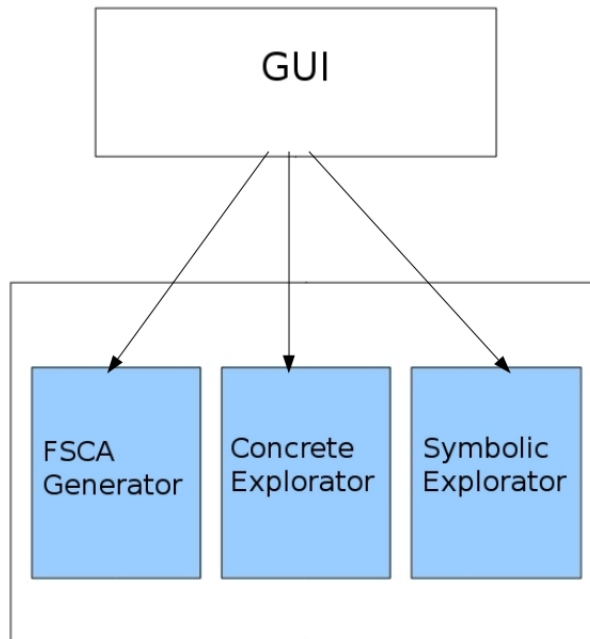 GUI
FSCA
Generator
Concrete
Explorator
Symbolic
Explorator